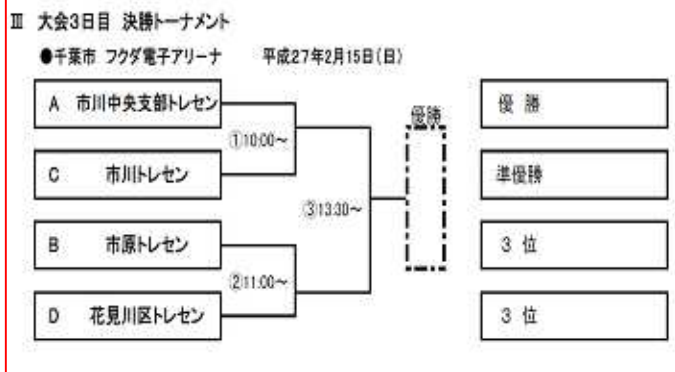 Ⅲ 大会3日目 決勝トーナメント
●千葉市 フクダ電子アリーナ 平成27年2月15日(日)
A 市川中央支部トレセン
優勝
優 勝
①10:00～
C 市川トレセン
準優勝
③13:30～
B 市原トレセン
3 位
②11:00～
D 花見川区トレセン
3 位